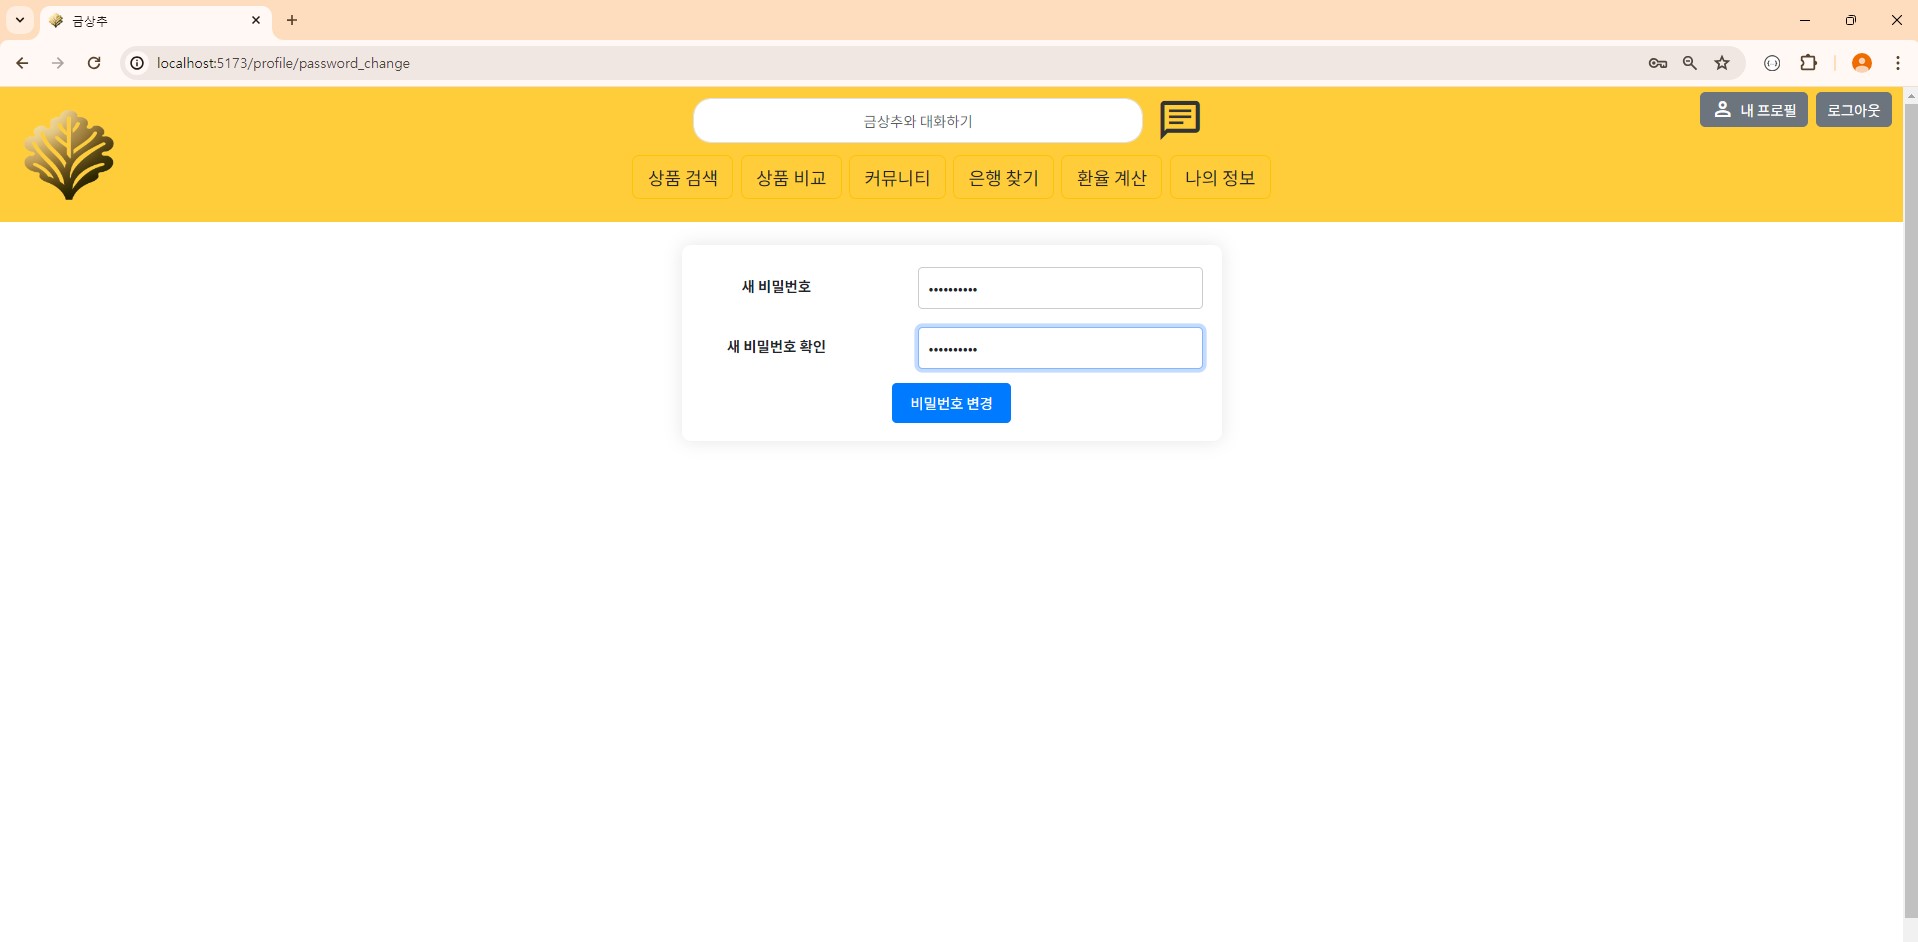 금상추
localhost:5173/profile/password_change
금상추와 대화하기
내 프로필
로그아웃
상품 검색
상품 비교
커뮤니티
은행 찾기
환율 계산
나의 정보
새 비밀번호
••••••••••
새 비밀번호 확인
••••••••••
비밀번호 변경